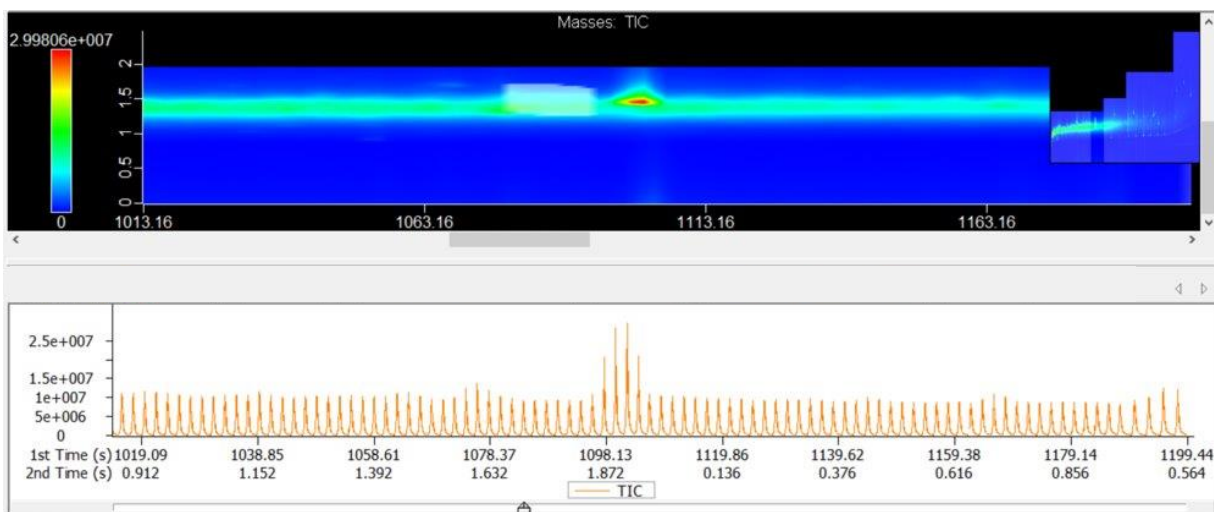 Masses: TIC
2.99806e+007
0
2
1.5
1
0.5
0
1013.16 1063.16 1113.16 1163.16
2.5e+007
1.5e+007
1e+007
5e+006
0
1st Time (s) 1019.09 1038.85 1058.61 1078.37 1098.13 1119.86 1139.62 1159.38 1179.14 1199.44
2nd Time (s) 0.912 1.152 1.392 1.632 1.872 0.136 0.376 0.616 0.856 0.564
TIC